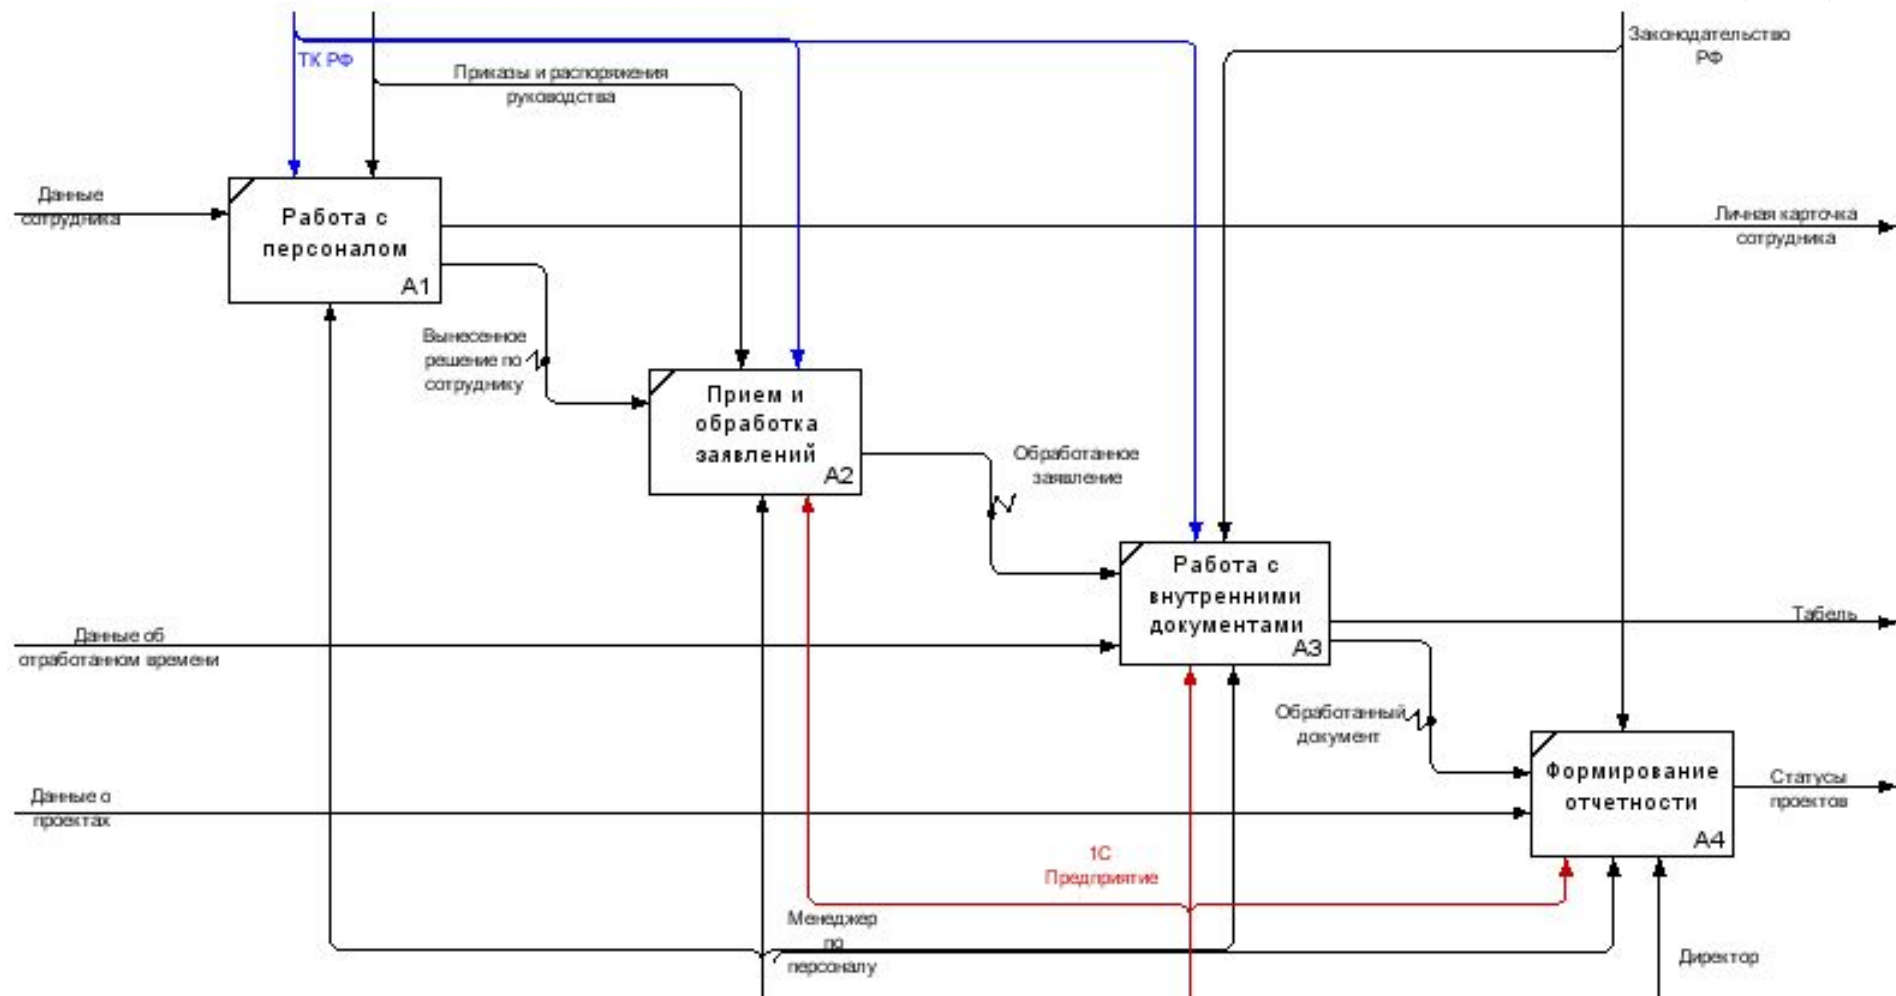 ТК РФ
Приказы и распоряжения
руководства
Законодательство
РФ
Данные
сотрудника
Работа с
персоналом
А1
Личная карточка
сотрудника
Вынесенное
решение по
сотруднику
Прием и
обработка
заявлений
А2
Обработанное
заявление
Работа с
внутренними
документами
А3
Табель
Данные об
отработанном времени
Обработанный
документ
Формирование
отчетности
А4
Статусы
проектов
Данные о
проектах
1С
Предприятие
Менеджер
по
персоналу
Директор